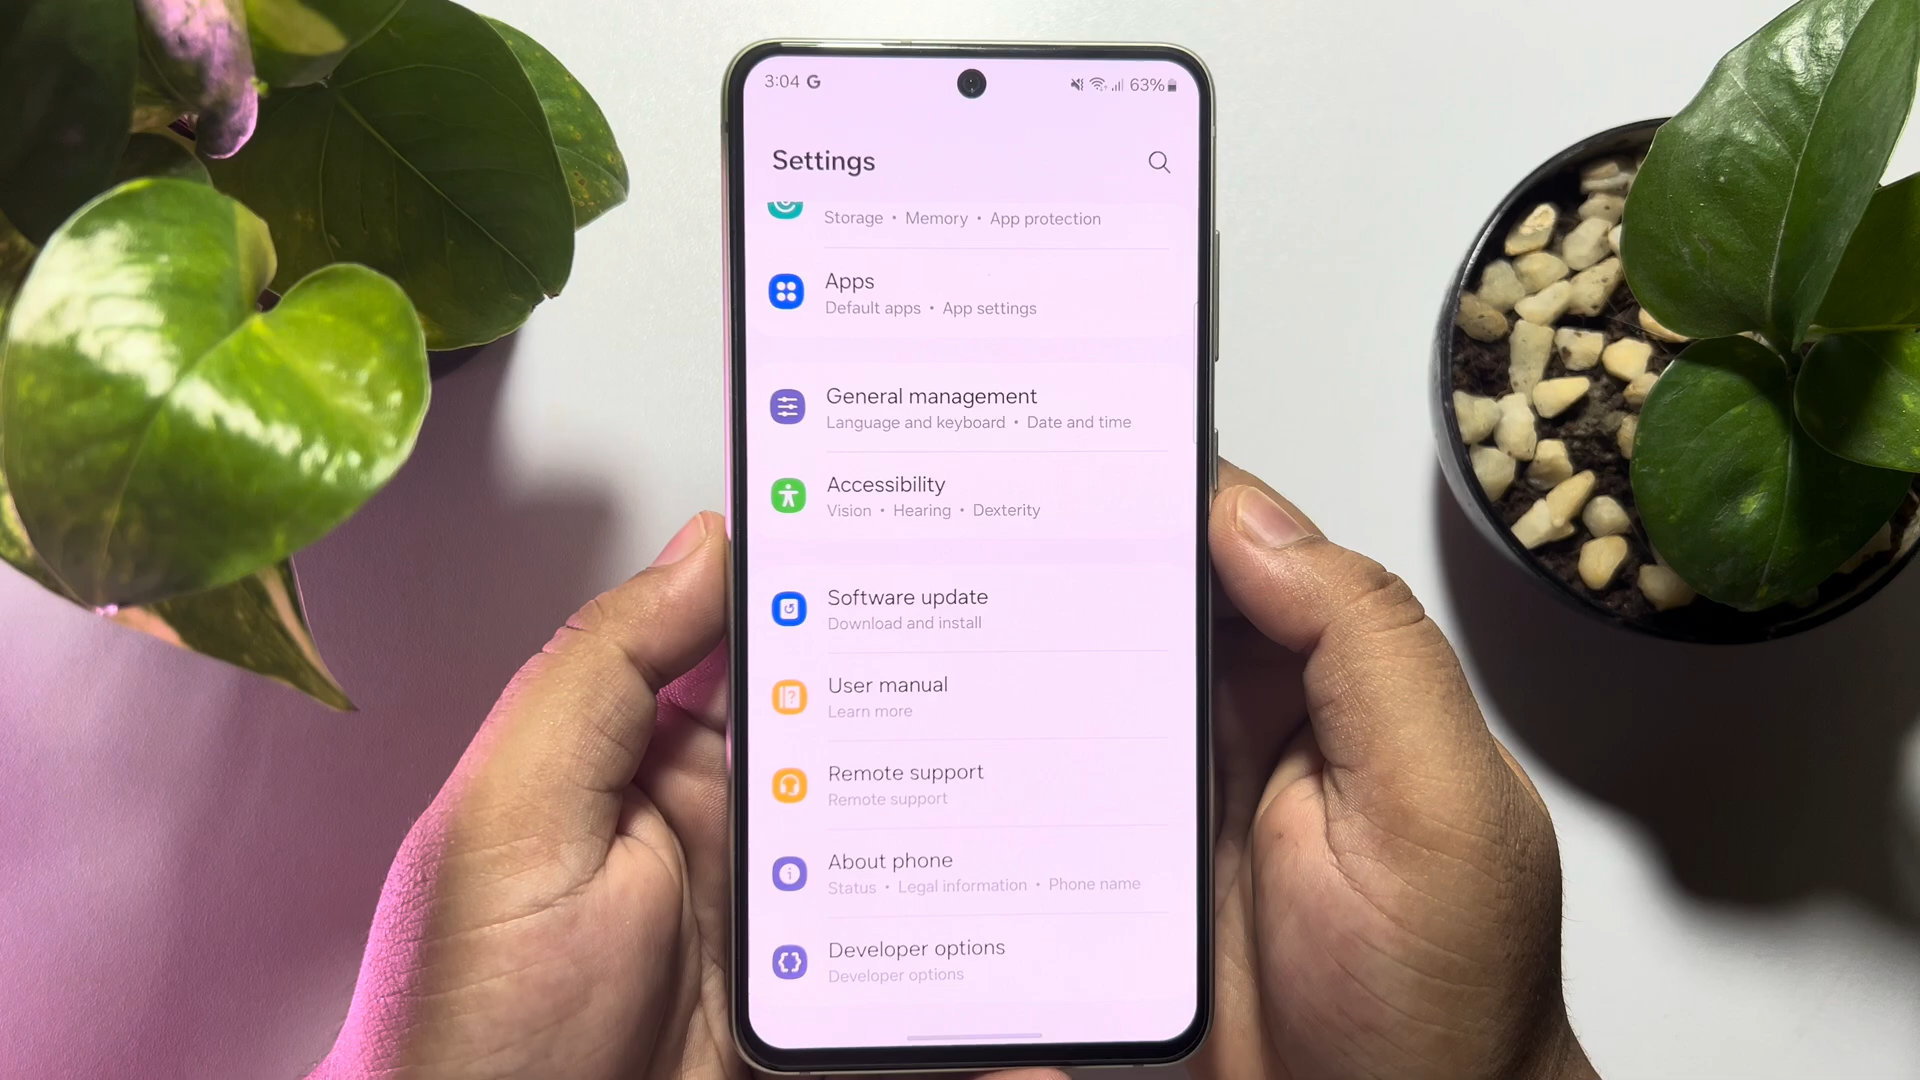 3:04 G 63%
Settings
Storage • Memory • App protection
Apps
Default apps • App settings
General management
Language and keyboard • Date and time
Accessibility
Vision • Hearing • Dexterity
Software update
Download and install
User manual
Learn more
Remote support
Remote support
About phone
Status • Legal information • Phone name
Developer options
Developer options